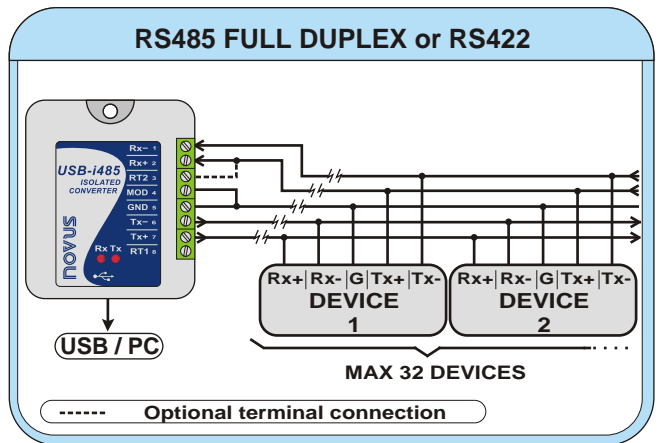 RS485 FULL DUPLEX or RS422
USB-i485
ISOLATED
CONVERTER
novus
Rx Tx
Rx- 1
Rx+ 2
RT2 3
MOD 4
GND 5
Tx- 6
Tx+ 7
RT1 8
USB / PC
Rx+ Rx- G Tx+ Tx-
DEVICE
1
Rx+ Rx- G Tx+ Tx-
DEVICE
2
MAX 32 DEVICES
Optional terminal connection